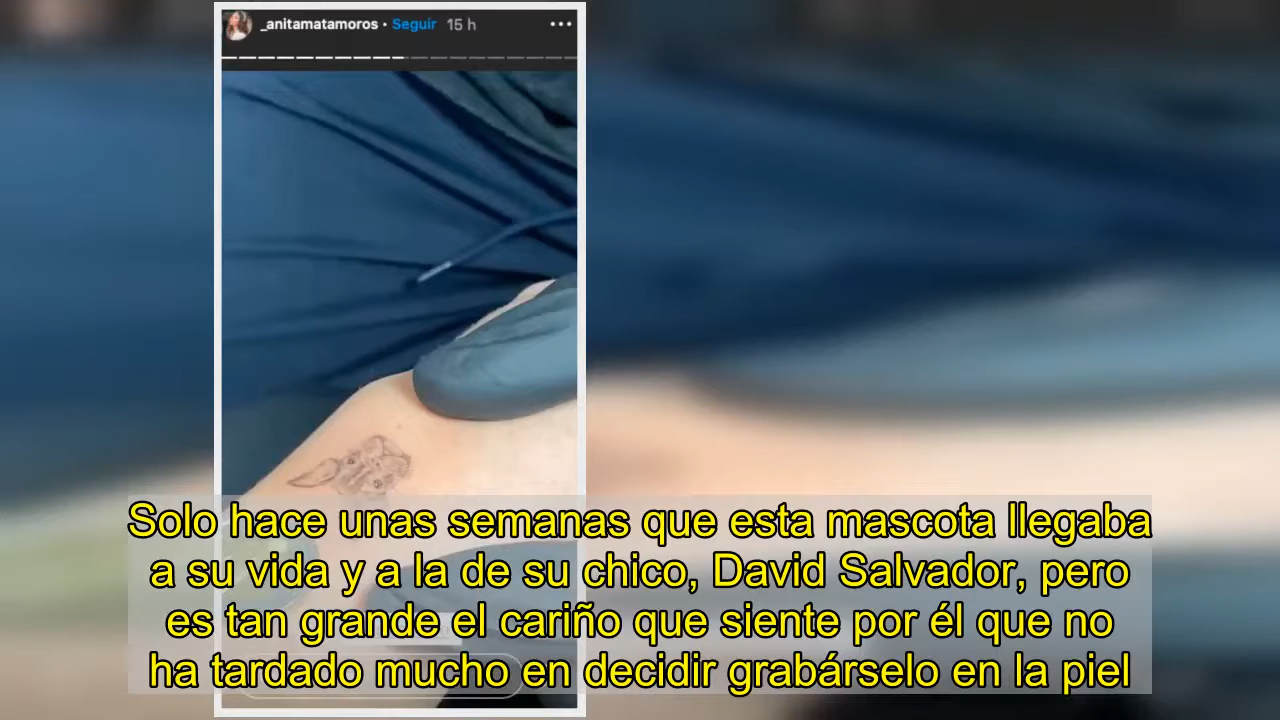 _anitamatamoros • Seguir 15 h
Solo hace unas semanas que esta mascota llegaba
a su vida y a la de su chico, David Salvador, pero
es tan grande el cariño que siente por él que no
ha tardado mucho en decidir grabárselo en la piel